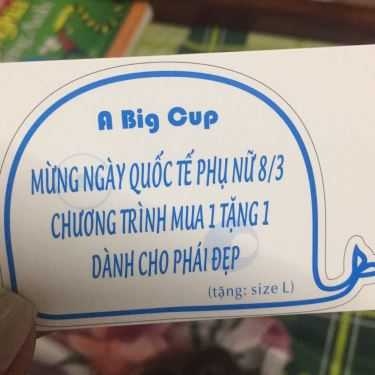 A Big Cup
MỪNG NGÀY QUỐC TẾ PHỤ NỮ 8/3
CHƯƠNG TRÌNH MUA 1 TẶNG 1
DÀNH CHO PHÁI ĐẸP
(tặng: size L)